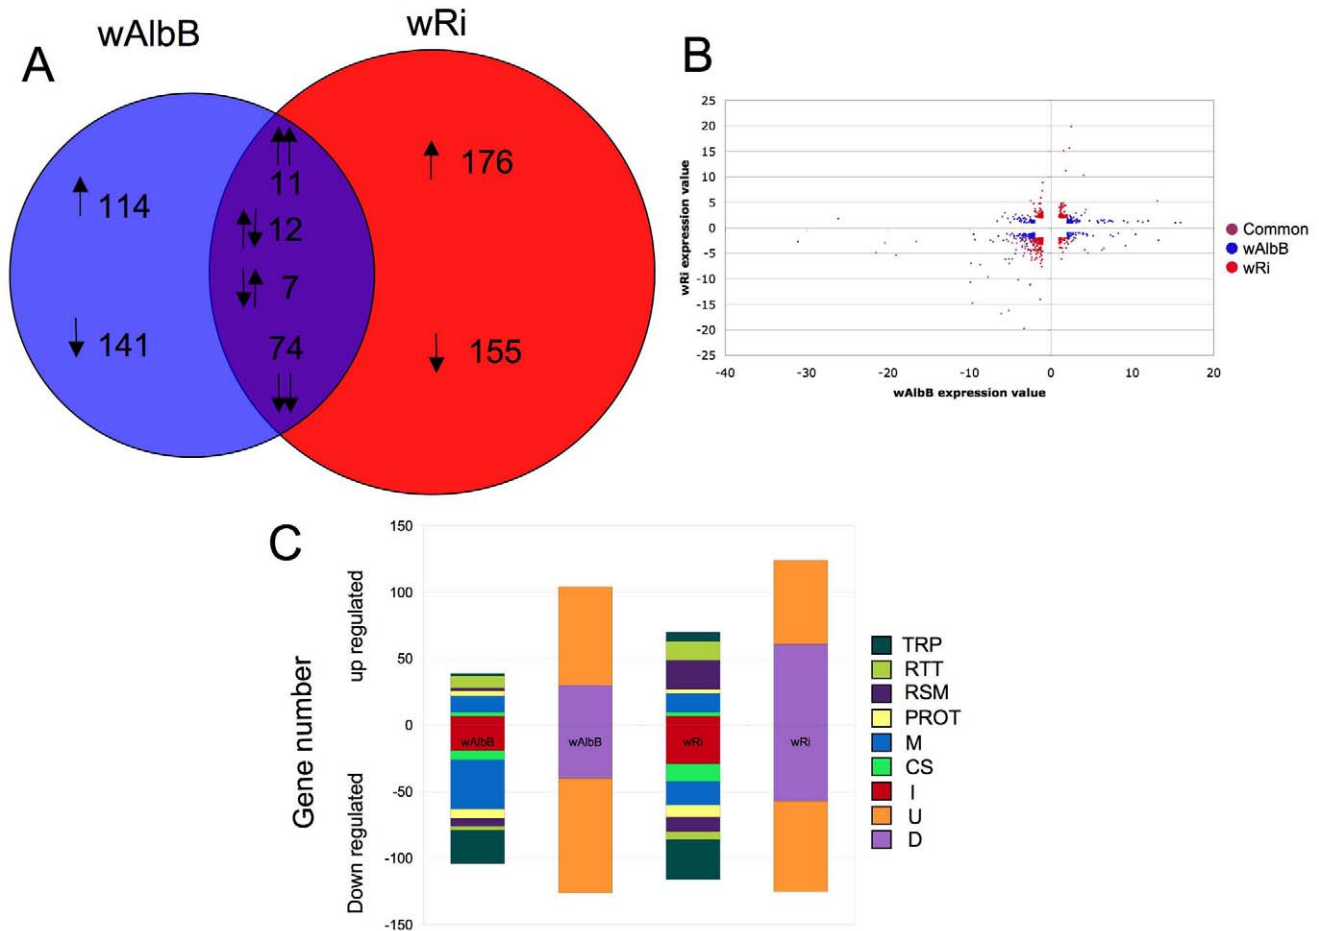 A
wAlbB
wRi
114
141
11
12
7
74
176
155
B
25
20
15
10
5
0
-5
-10
-15
-20
-25
-40
-30
-20
-10
0
10
20
wRi expression value
wAlbB expression value
Common
wAlbB
wRi
C
Gene number
up regulated
Down regulated
150
100
50
0
-50
-100
-150
wAlbB
wAlbB
wRi
wRi
TRP
RTT
RSM
PROT
M
CS
I
U
D